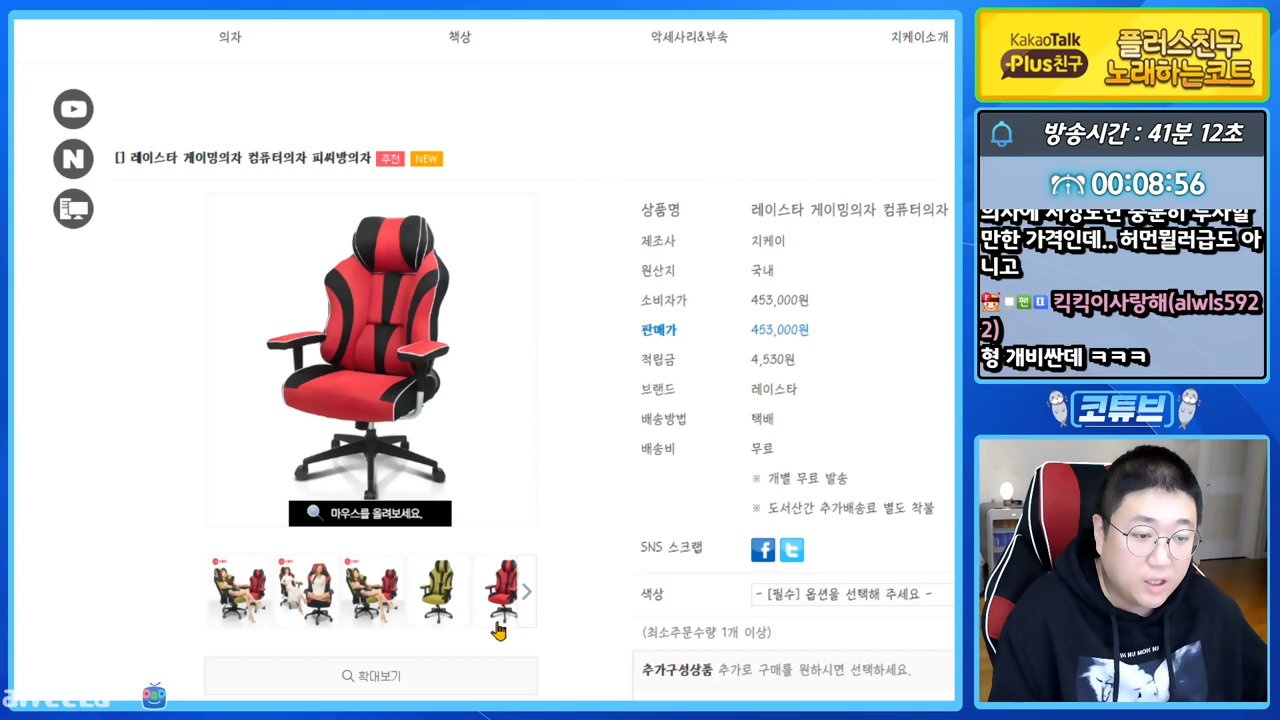 의자
책상
악세사리&부속
지케이소개
[] 레이스타 게이밍의자 컴퓨터의자 피씨방의자 추천 NEW
상품명 레이스타 게이밍의자 컴퓨터의자
제조사 지케이
원산지 국내
소비자가 453,000원
판매가 453,000원
적립금 4,530원
브랜드 레이스타
배송방법 택배
배송비 무료
※ 개별 무료 발송
※ 도서산간 추가배송료 별도 착불
SNS 스크랩
색상 - [필수] 옵션을 선택해 주세요 -
(최소주문수량 1개 이상)
추가구성상품 추가로 구매를 원하시면 선택하세요.
마우스를 올려보세요.
확대보기
KakaoTalk
Plus친구
플러스친구
노래하는코트
방송시간 : 41분 12초
00:08:56
만한 가격인데.. 허먼뮐러급도 아
니고
킥킥이사랑해(alwls592
2)
형 개비싼데 ㅋㅋㅋ
코튜브